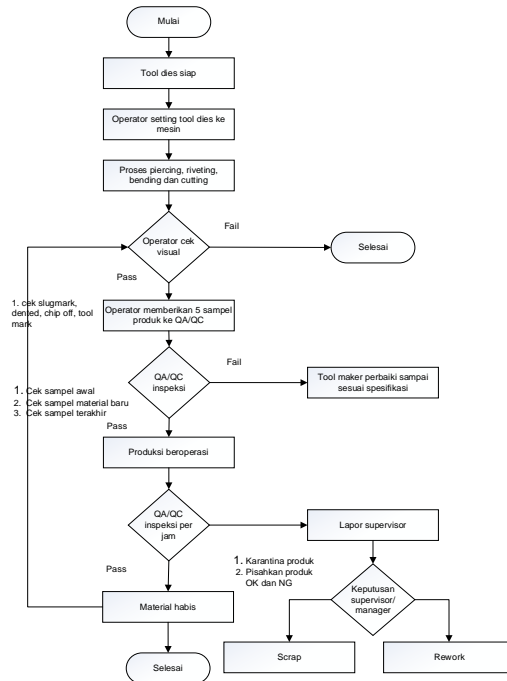 Mulai
Tool dies siap
Operator setting tool dies ke
mesin
Proses piercing, riveting,
bending dan cutting
Operator cek
visual
Fail
Selesai
Pass
1. cek slugmark,
dented, chip off, tool
mark
Operator memberikan 5 sampel
produk ke QA/QC
QA/QC
inspeksi
Fail
Tool maker perbaiki sampai
sesuai spesifikasi
1. Cek sampel awal
2. Cek sampel material baru
3. Cek sampel terakhir
Pass
Produksi beroperasi
QA/QC
inspeksi per
jam
Lapor supervisor
Pass
1. Karantina produk
2. Pisahkan produk
OK dan NG
Keputusan
supervisor/
manager
Material habis
Selesai
Scrap
Rework